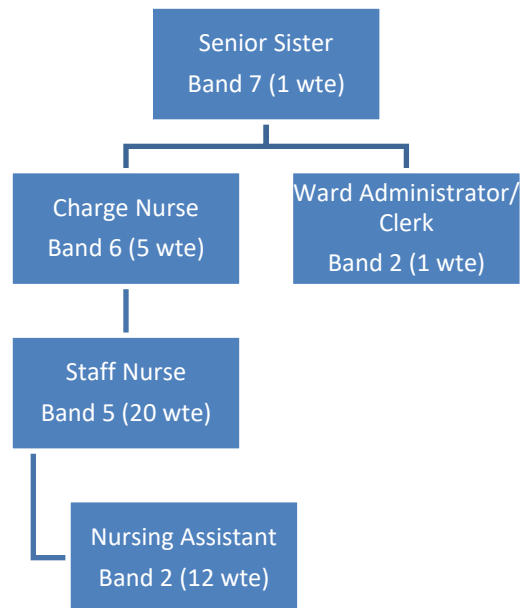 Senior Sister
Band 7 (1 wte)
Charge Nurse
Band 6 (5 wte)
Ward Administrator/
Clerk
Band 2 (1 wte)
Staff Nurse
Band 5 (20 wte)
Nursing Assistant
Band 2 (12 wte)